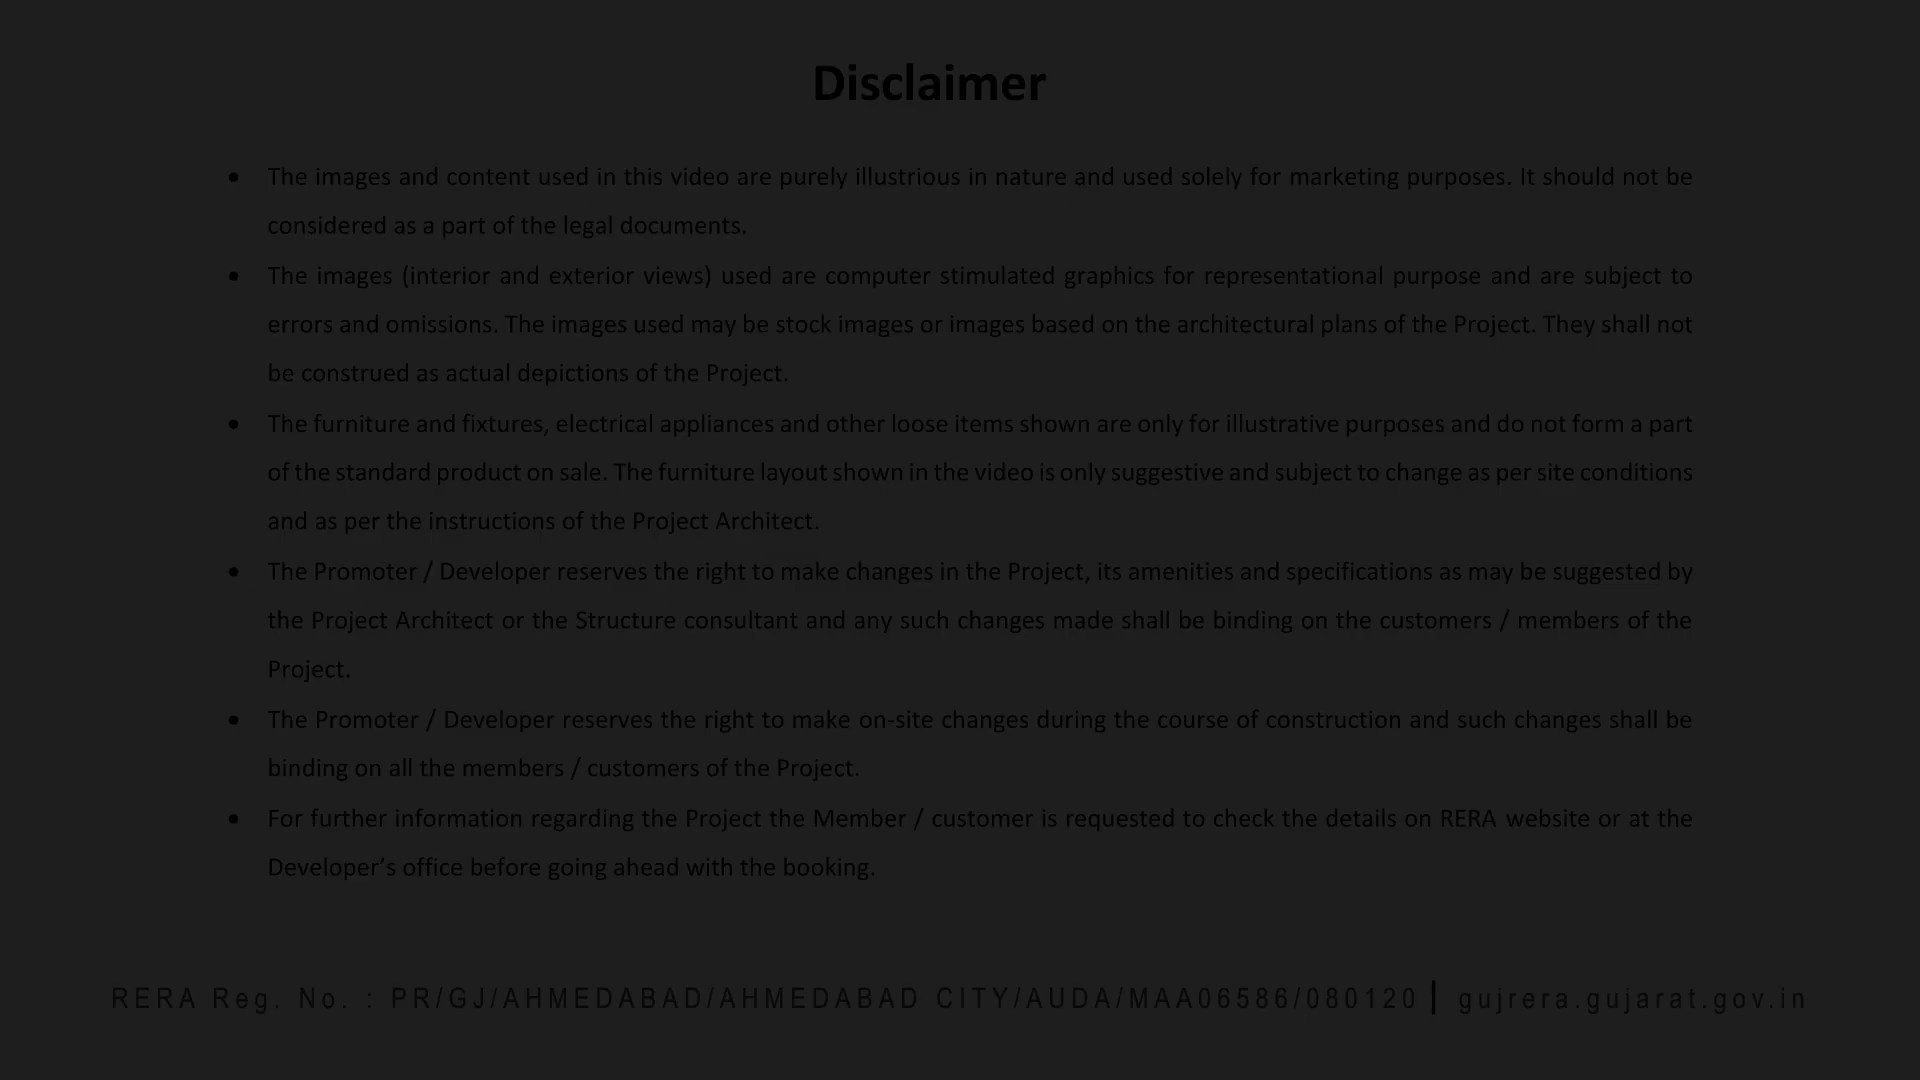 Disclaimer
• The images and content used in this video are purely illustrious in nature and used solely for marketing purposes. It should not be
considered as a part of the legal documents.
• The images (interior and exterior views) used are computer stimulated graphics for representational purpose and are subject to
errors and omissions. The images used may be stock images or images based on the architectural plans of the Project. They shall not
be construed as actual depictions of the Project.
• The furniture and fixtures, electrical appliances and other loose items shown are only for illustrative purposes and do not form a part
of the standard product on sale. The furniture layout shown in the video is only suggestive and subject to change as per site conditions
and as per the instructions of the Project Architect.
• The Promoter / Developer reserves the right to make changes in the Project, its amenities and specifications as may be suggested by
the Project Architect or the Structure consultant and any such changes made shall be binding on the customers / members of the
Project.
• The Promoter / Developer reserves the right to make on-site changes during the course of construction and such changes shall be
binding on all the members / customers of the Project.
• For further information regarding the Project the Member / customer is requested to check the details on RERA website or at the
Developer’s office before going ahead with the booking.
RERA Reg. No. : PR/GJ/AHMEDABAD/AHMEDABAD CITY/AUDA/MAA06586/080120 | gujrera.gujarat.gov.in